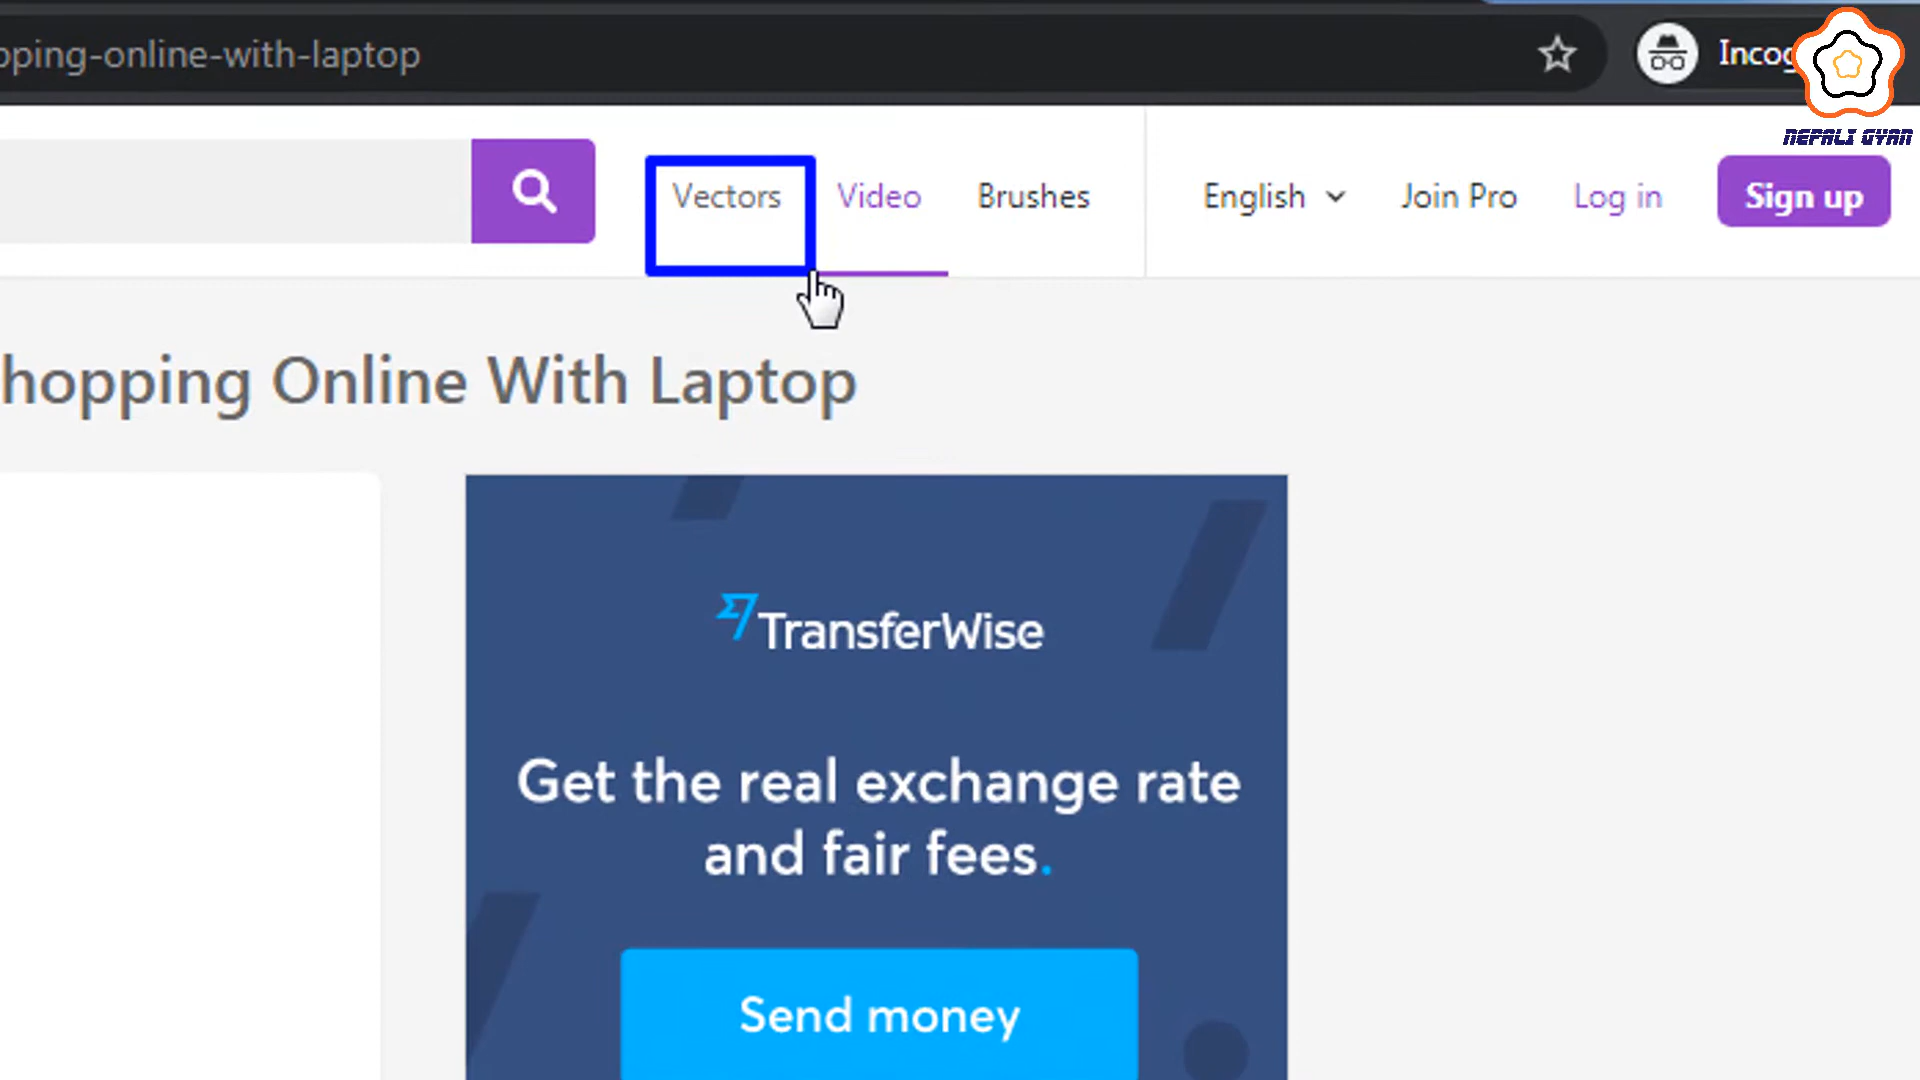 pping-online-with-laptop
Incog
NEPALI GYAN
Vectors Video Brushes English Join Pro Log in Sign up
hopping Online With Laptop
TransferWise
Get the real exchange rate
and fair fees.
Send money